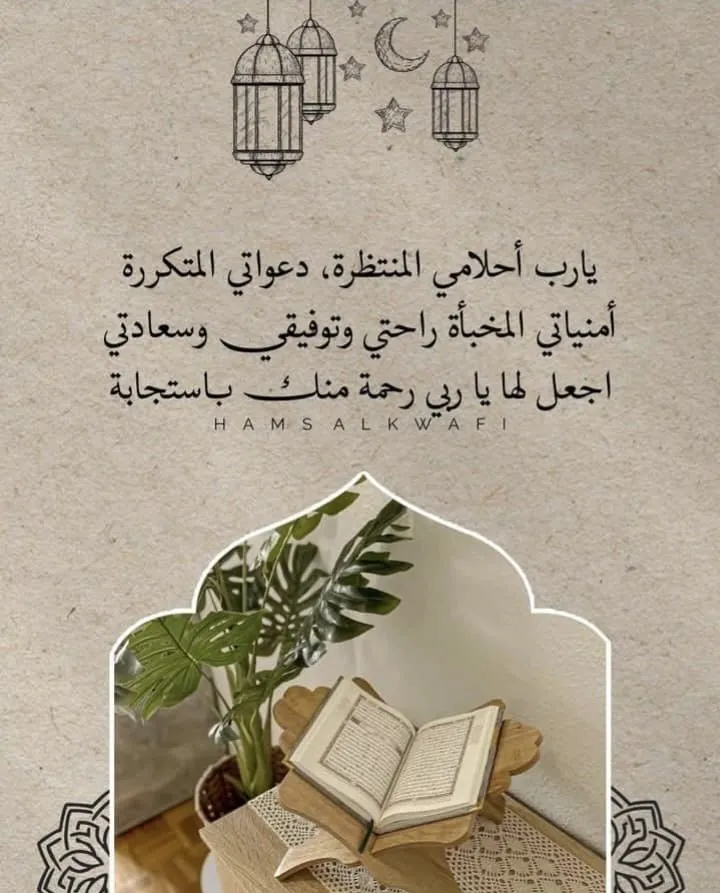 يارب أحلامي المنتظرة، دعواتي المتكررة
أمنياتي المخبأة راحتي وتوفيقي وسعادتي
اجعل لها يا ربي رحمة منك باستجابة
HAMSALKWAFI